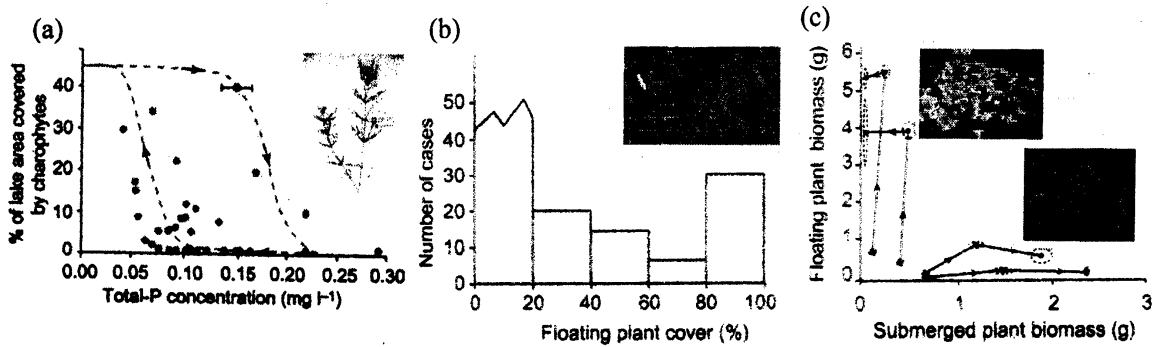 (a)
% of lake area covered
by charophytes
40
30
20
10
0
0.00 0.05 0.10 0.15 0.20 0.25 0.30
Total-P concentration (mg l⁻¹)
(b)
Number of cases
50
40
30
20
10
0
0 20 40 60 80 100
Floating plant cover (%)
(c)
Floating plant biomass (g)
6
5
4
3
2
1
0
0 1 2 3
Submerged plant biomass (g)